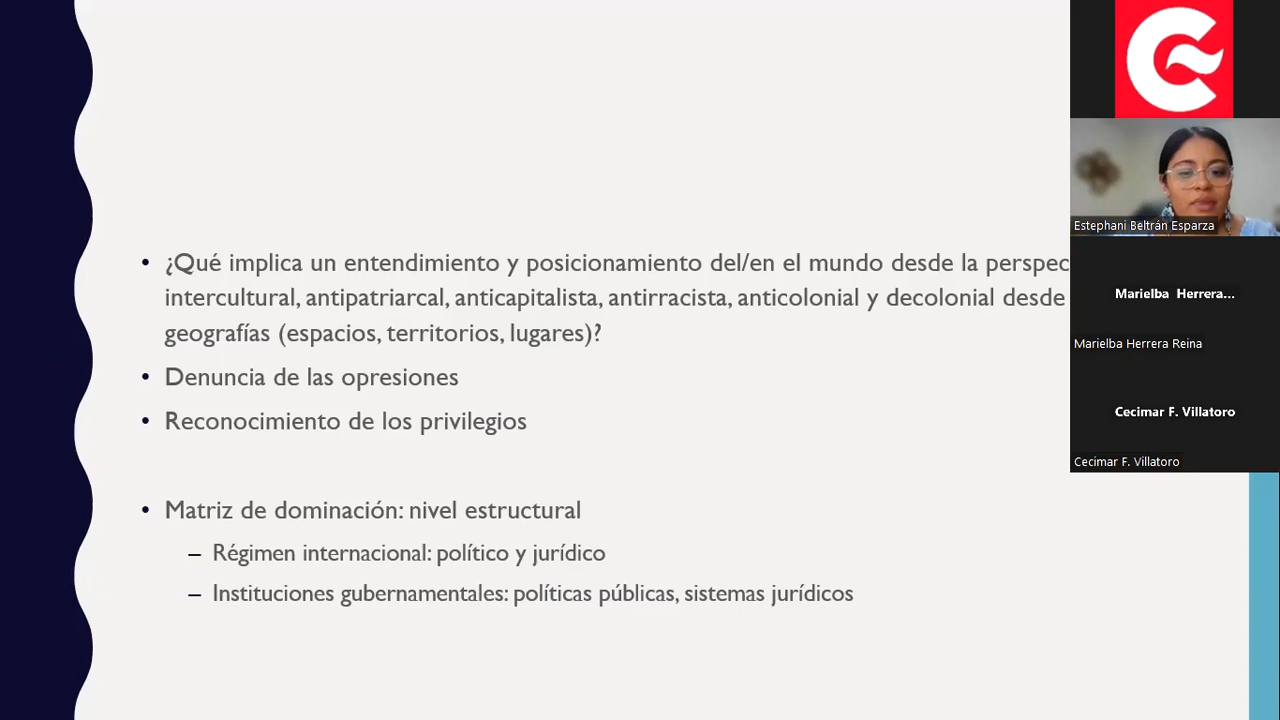 ¿Qué implica un entendimiento y posicionamiento del/en el mundo desde la perspec
intercultural, antipatriarcal, anticapitalista, antirracista, anticolonial y decolonial desde
geografías (espacios, territorios, lugares)?
Denuncia de las opresiones
Reconocimiento de los privilegios
Matriz de dominación: nivel estructural
– Régimen internacional: político y jurídico
– Instituciones gubernamentales: políticas públicas, sistemas jurídicos
Estephani Beltrán Esparza
Marielba Herrera...
Marielba Herrera Reina
Cecimar F. Villatoro
Cecimar F. Villatoro